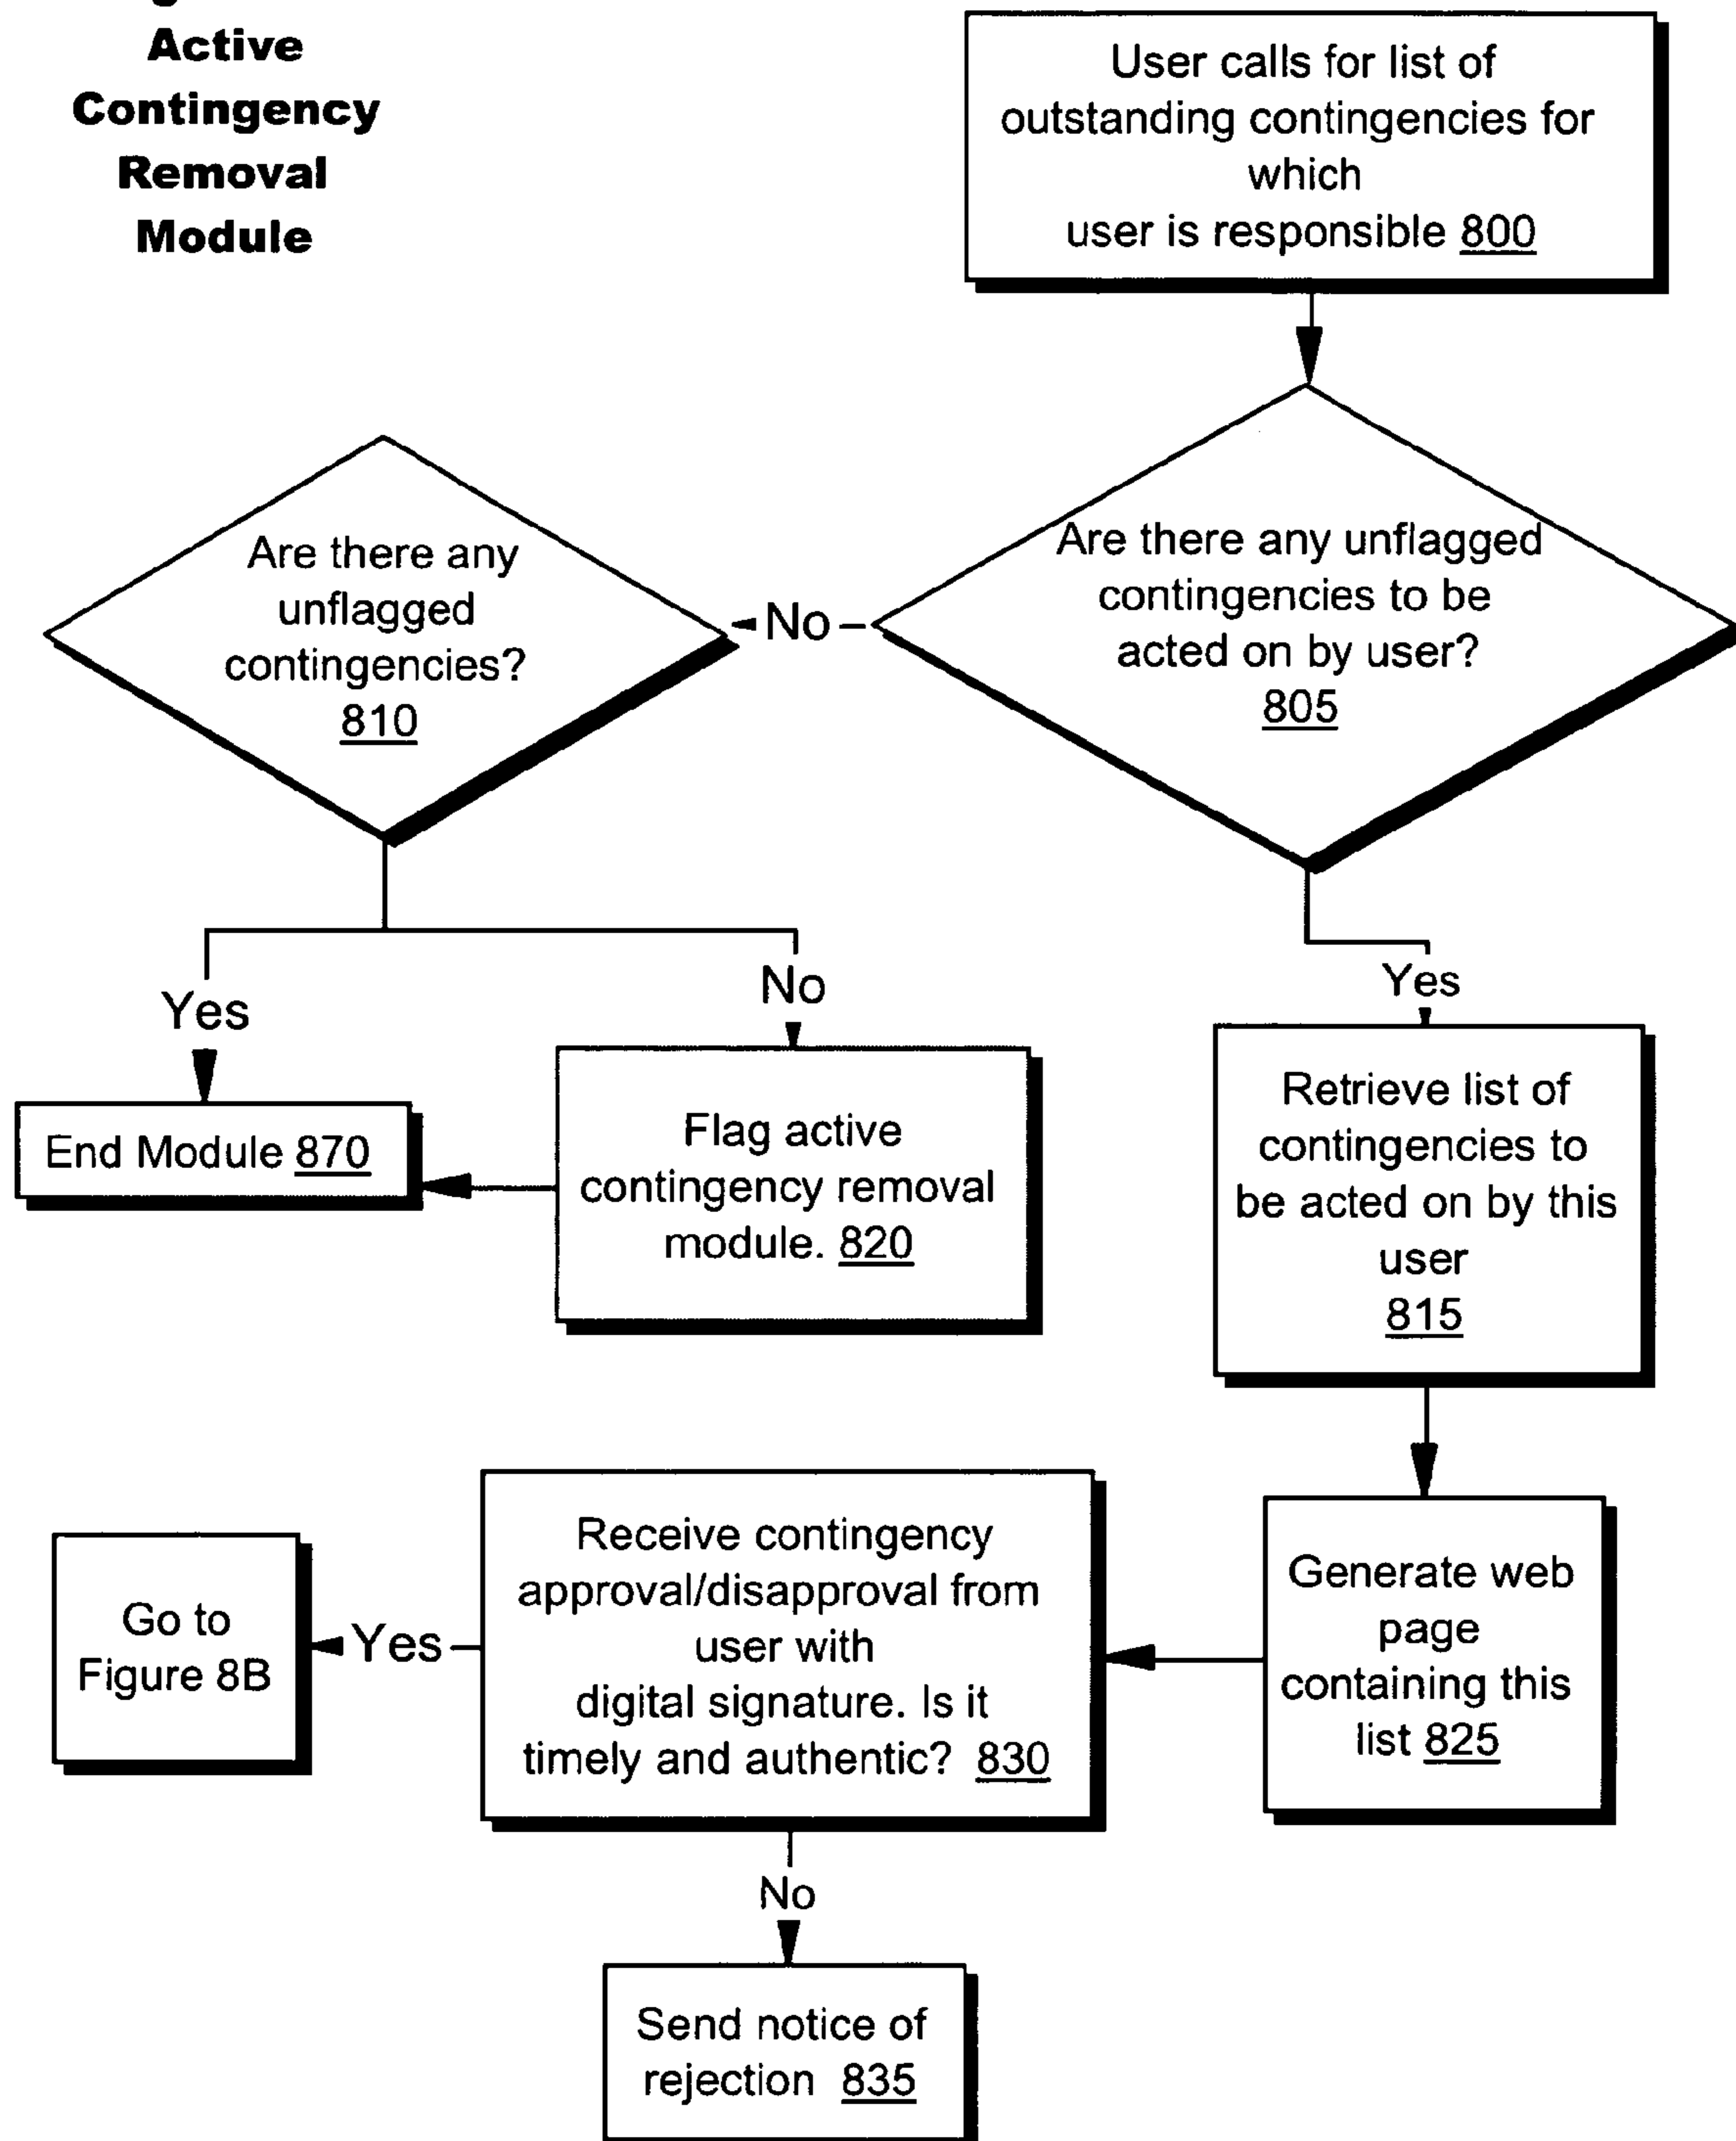 Active
Contingency
Removal
Module
User calls for list of
outstanding contingencies for
which
user is responsible 800
Are there any unflagged
contingencies to be
acted on by user?
805
No
Are there any
unflagged
contingencies?
810
Yes
No
Yes
End Module 870
Flag active
contingency removal
module. 820
Retrieve list of
contingencies to
be acted on by this
user
815
Generate web
page
containing this
list 825
Receive contingency
approval/disapproval from
user with
digital signature. Is it
timely and authentic? 830
Yes
Go to
Figure 8B
No
Send notice of
rejection 835